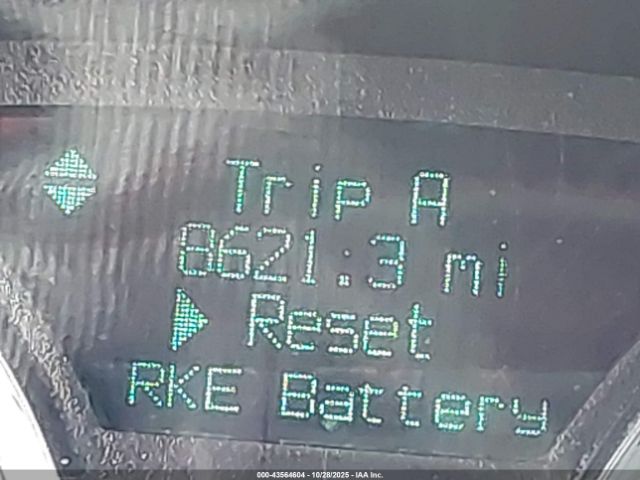 Trip A
8621.3 mi
Reset
RKE Battery
000-43564604 | 10/28/2025 - IAA Inc.